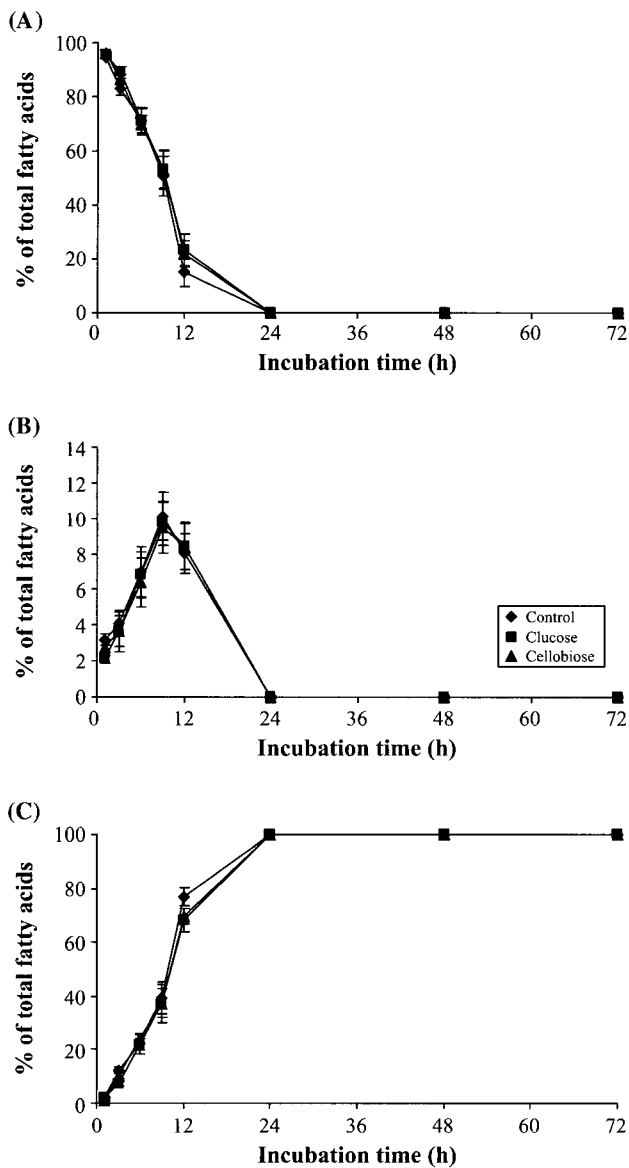 (A)
100
80
60
40
20
0
% of total fatty acids
0 12 24 36 48 60 72
Incubation time (h)
(B)
14
12
10
8
6
4
2
0
% of total fatty acids
Control
Clucose
Cellobiose
0 12 24 36 48 60 72
Incubation time (h)
(C)
100
80
60
40
20
0
% of total fatty acids
0 12 24 36 48 60 72
Incubation time (h)